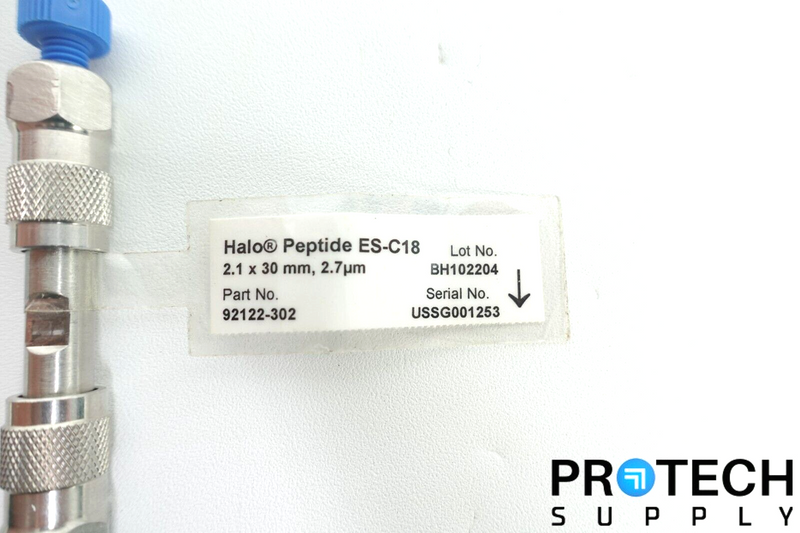 Halo® Peptide ES-C18
Lot No.
2.1 x 30 mm, 2.7µm
BH102204
Part No.
Serial No.
92122-302
USSG001253
PROTECH
SUPPLY